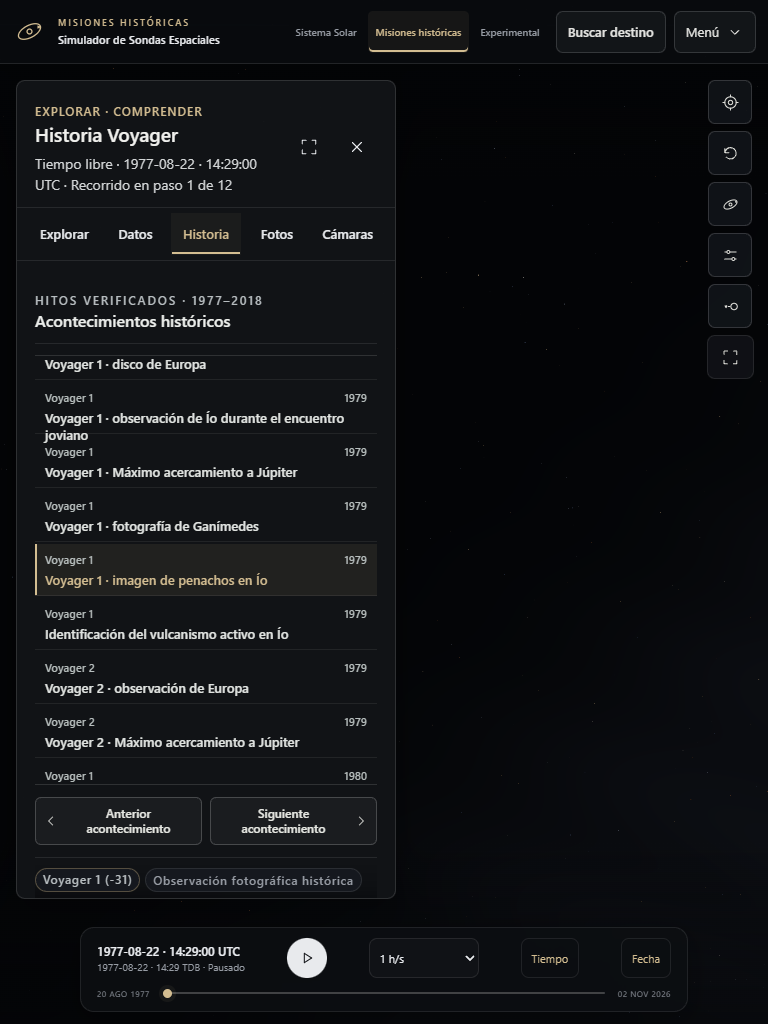 MISIONES HISTÓRICAS
Simulador de Sondas Espaciales
Sistema Solar
Misiones históricas
Experimental
Buscar destino
Menú
EXPLORAR · COMPRENDER
Historia Voyager
Tiempo libre · 1977-08-22 · 14:29:00
UTC · Recorrido en paso 1 de 12
Explorar
Datos
Historia
Fotos
Cámaras
HITOS VERIFICADOS · 1977–2018
Acontecimientos históricos
Voyager 1 · disco de Europa
Voyager 1 1979
Voyager 1 · observación de Ío durante el encuentro
joviano
Voyager 1 1979
Voyager 1 · Máximo acercamiento a Júpiter
Voyager 1 1979
Voyager 1 · fotografía de Ganímedes
Voyager 1 1979
Voyager 1 · imagen de penachos en Ío
Voyager 1 1979
Identificación del vulcanismo activo en Ío
Voyager 2 1979
Voyager 2 · observación de Europa
Voyager 2 1979
Voyager 2 · Máximo acercamiento a Júpiter
Voyager 1 1980
Anterior
acontecimiento
Siguiente
acontecimiento
Voyager 1 (-31)
Observación fotográfica histórica
1977-08-22 · 14:29:00 UTC
1977-08-22 · 14:29 TDB · Pausado
1 h/s
Tiempo
Fecha
20 AGO 1977
02 NOV 2026